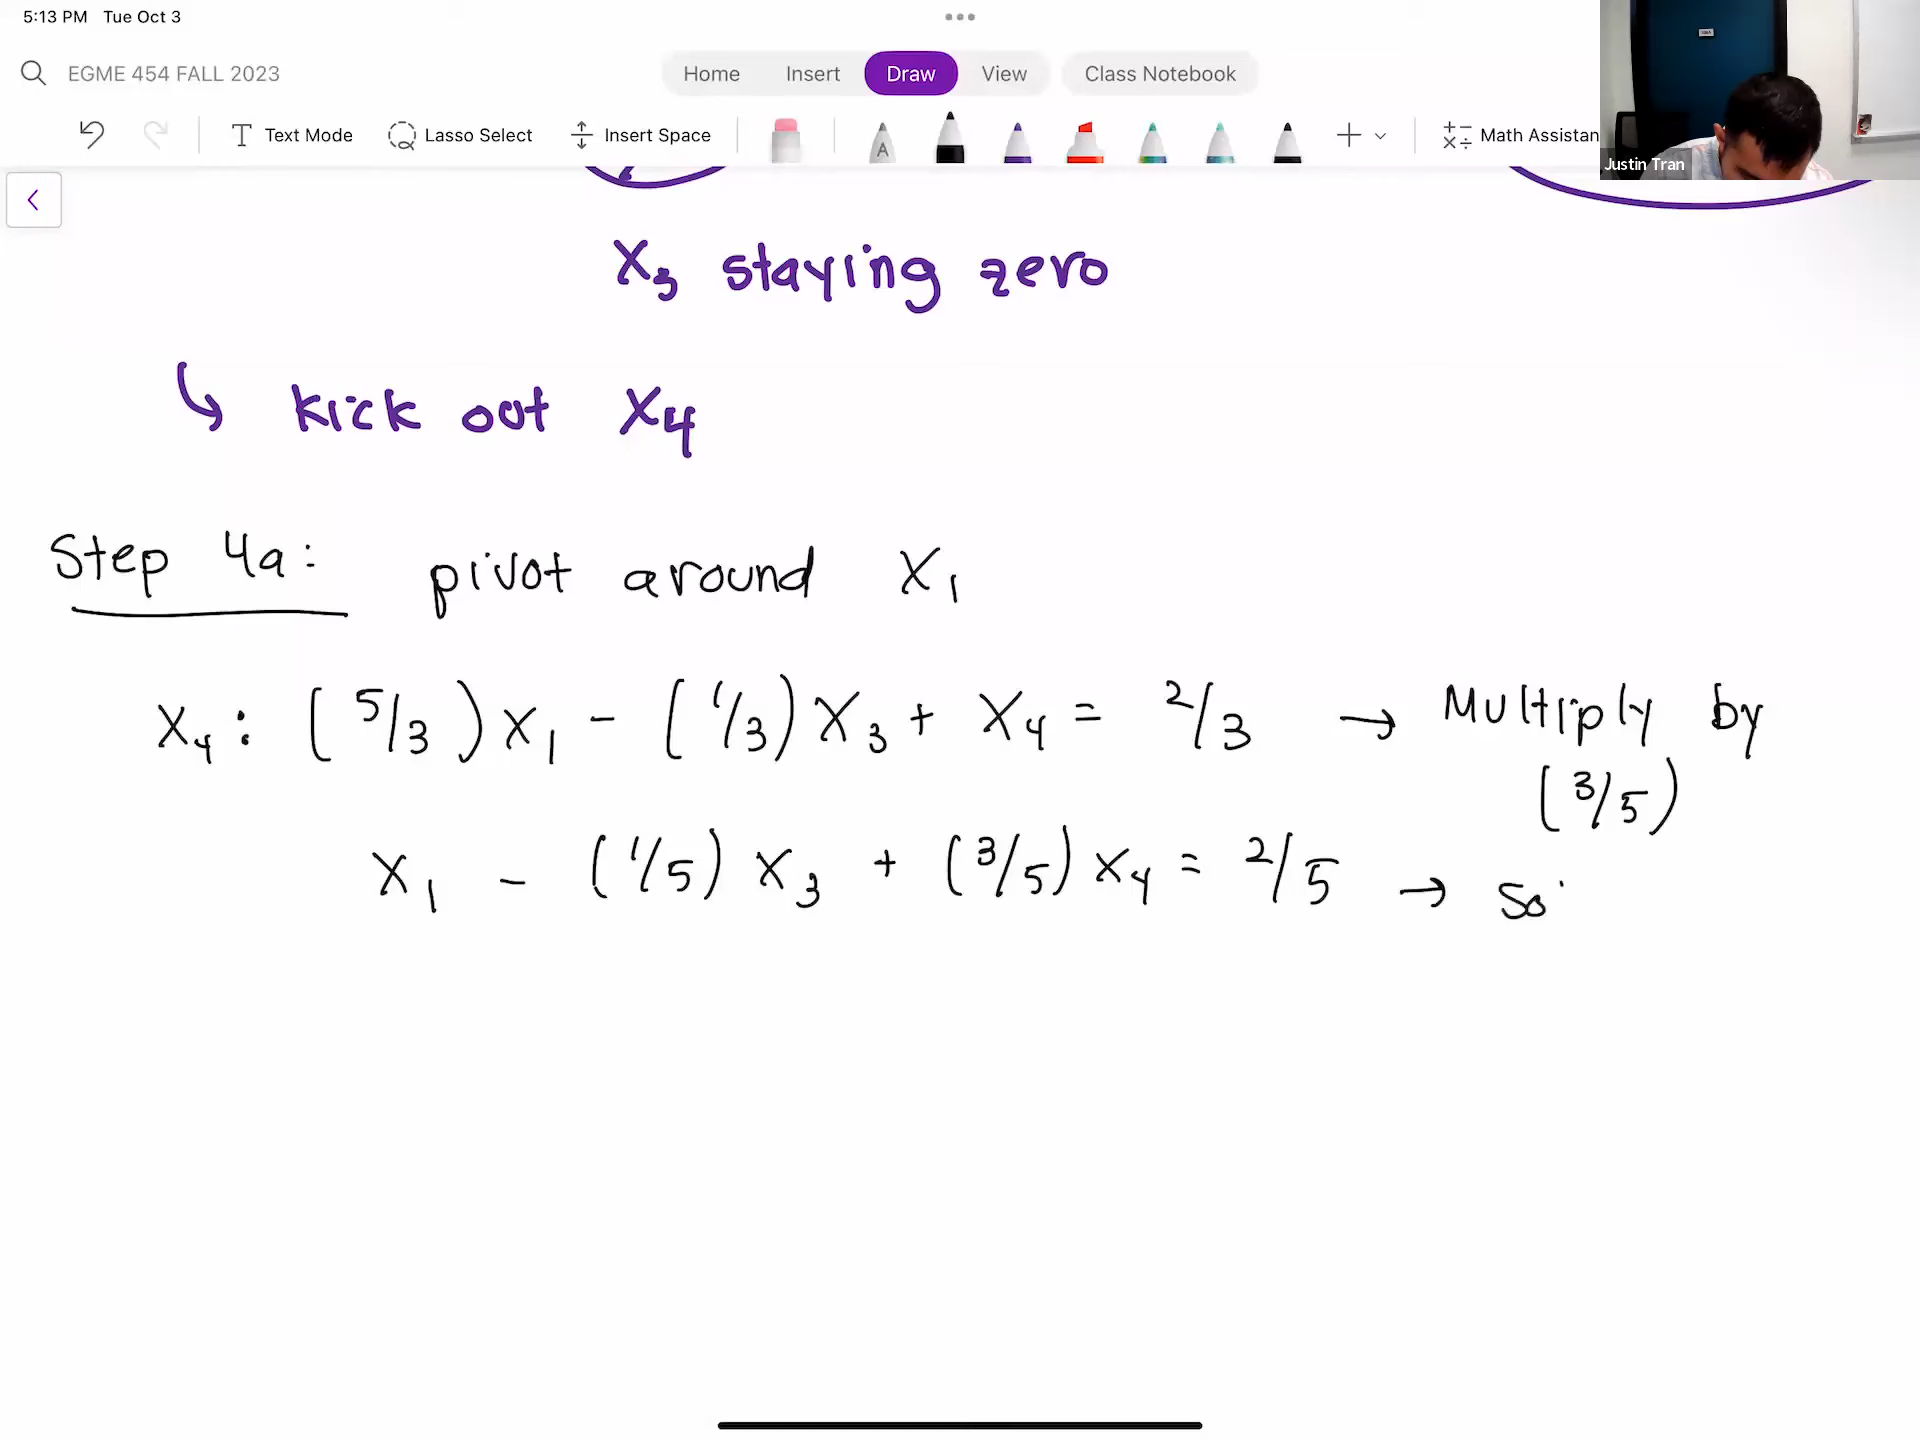 5:13 PM Tue Oct 3
EGME 454 FALL 2023
Home Insert Draw View Class Notebook
Text Mode Lasso Select Insert Space A Math Assistan
Justin Tran
x₃ staying zero
↳ kick out x₄
Step 4a: pivot around x₁
x₄: (5/3)x₁ - (1/3)x₃ + x₄ = 2/3 → Multiply by
(3/5)
x₁ - (1/5)x₃ + (3/5)x₄ = 2/5 → so